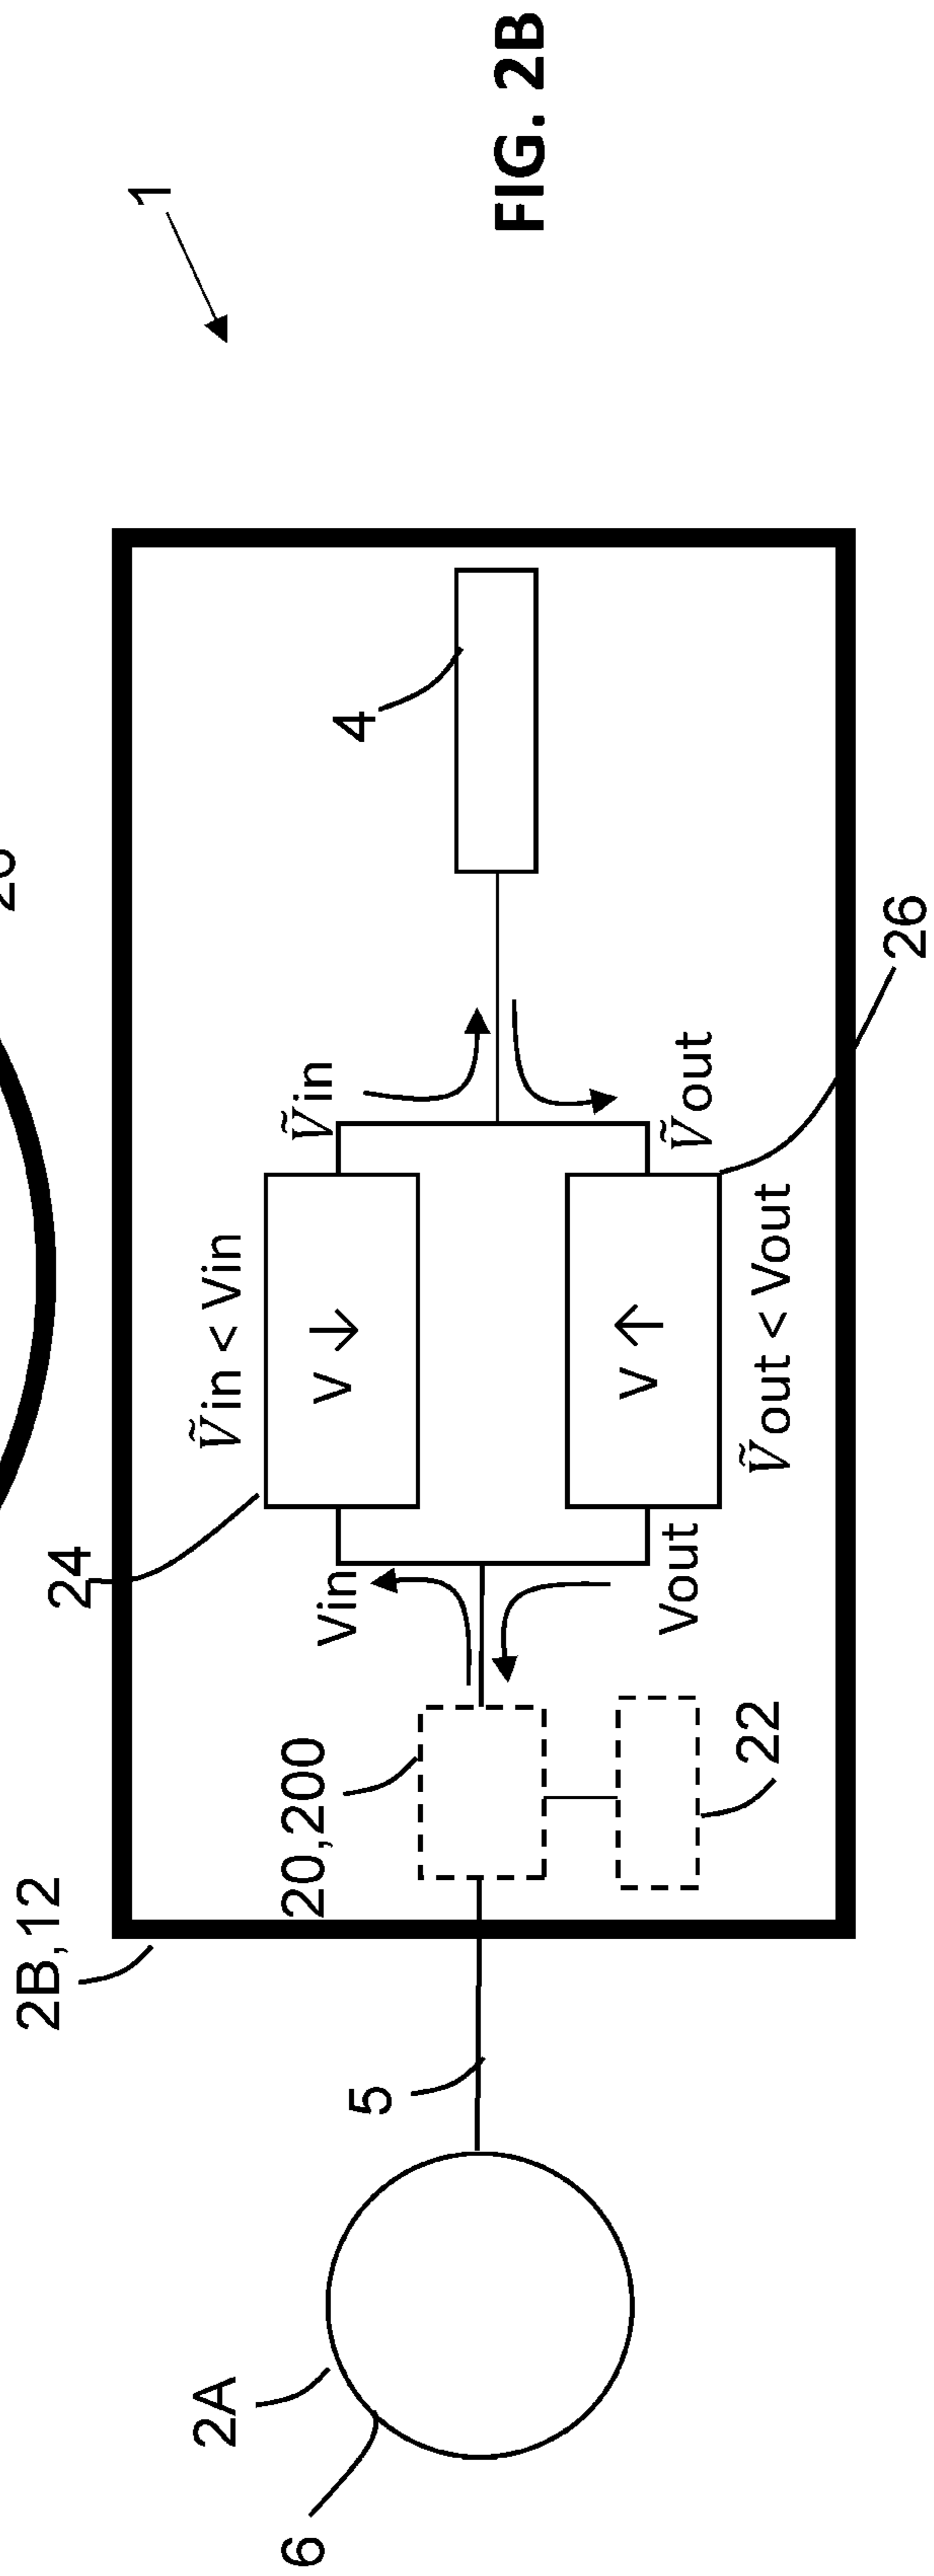 FIG. 2B
1
2B,12
24
Ṽin < Vin
V ↓
Vin
Ṽin
4
20,200
22
Vout
V ↑
Ṽout
Ṽout < Vout
26
5
2A
6